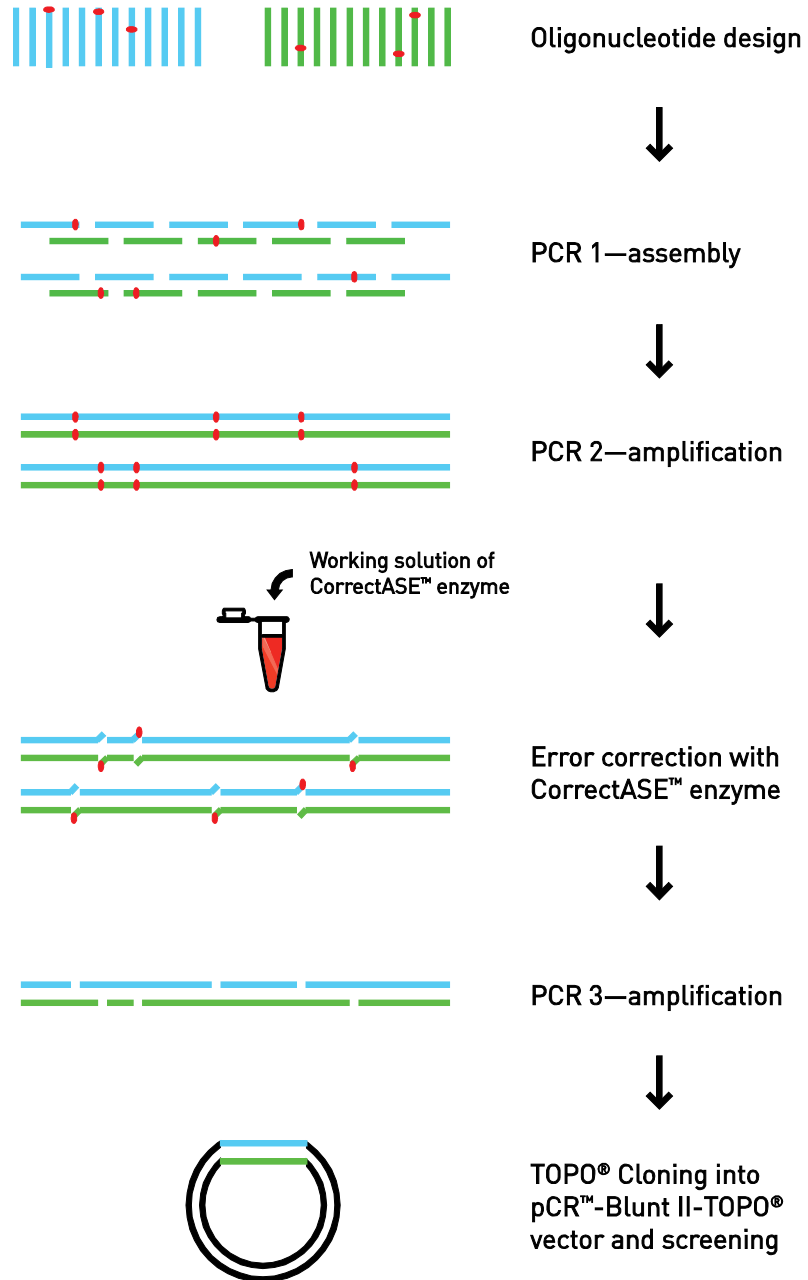 Oligonucleotide design
PCR 1—assembly
PCR 2—amplification
Working solution of
CorrectASE™ enzyme
Error correction with
CorrectASE™ enzyme
PCR 3—amplification
TOPO® Cloning into
pCR™-Blunt II-TOPO®
vector and screening